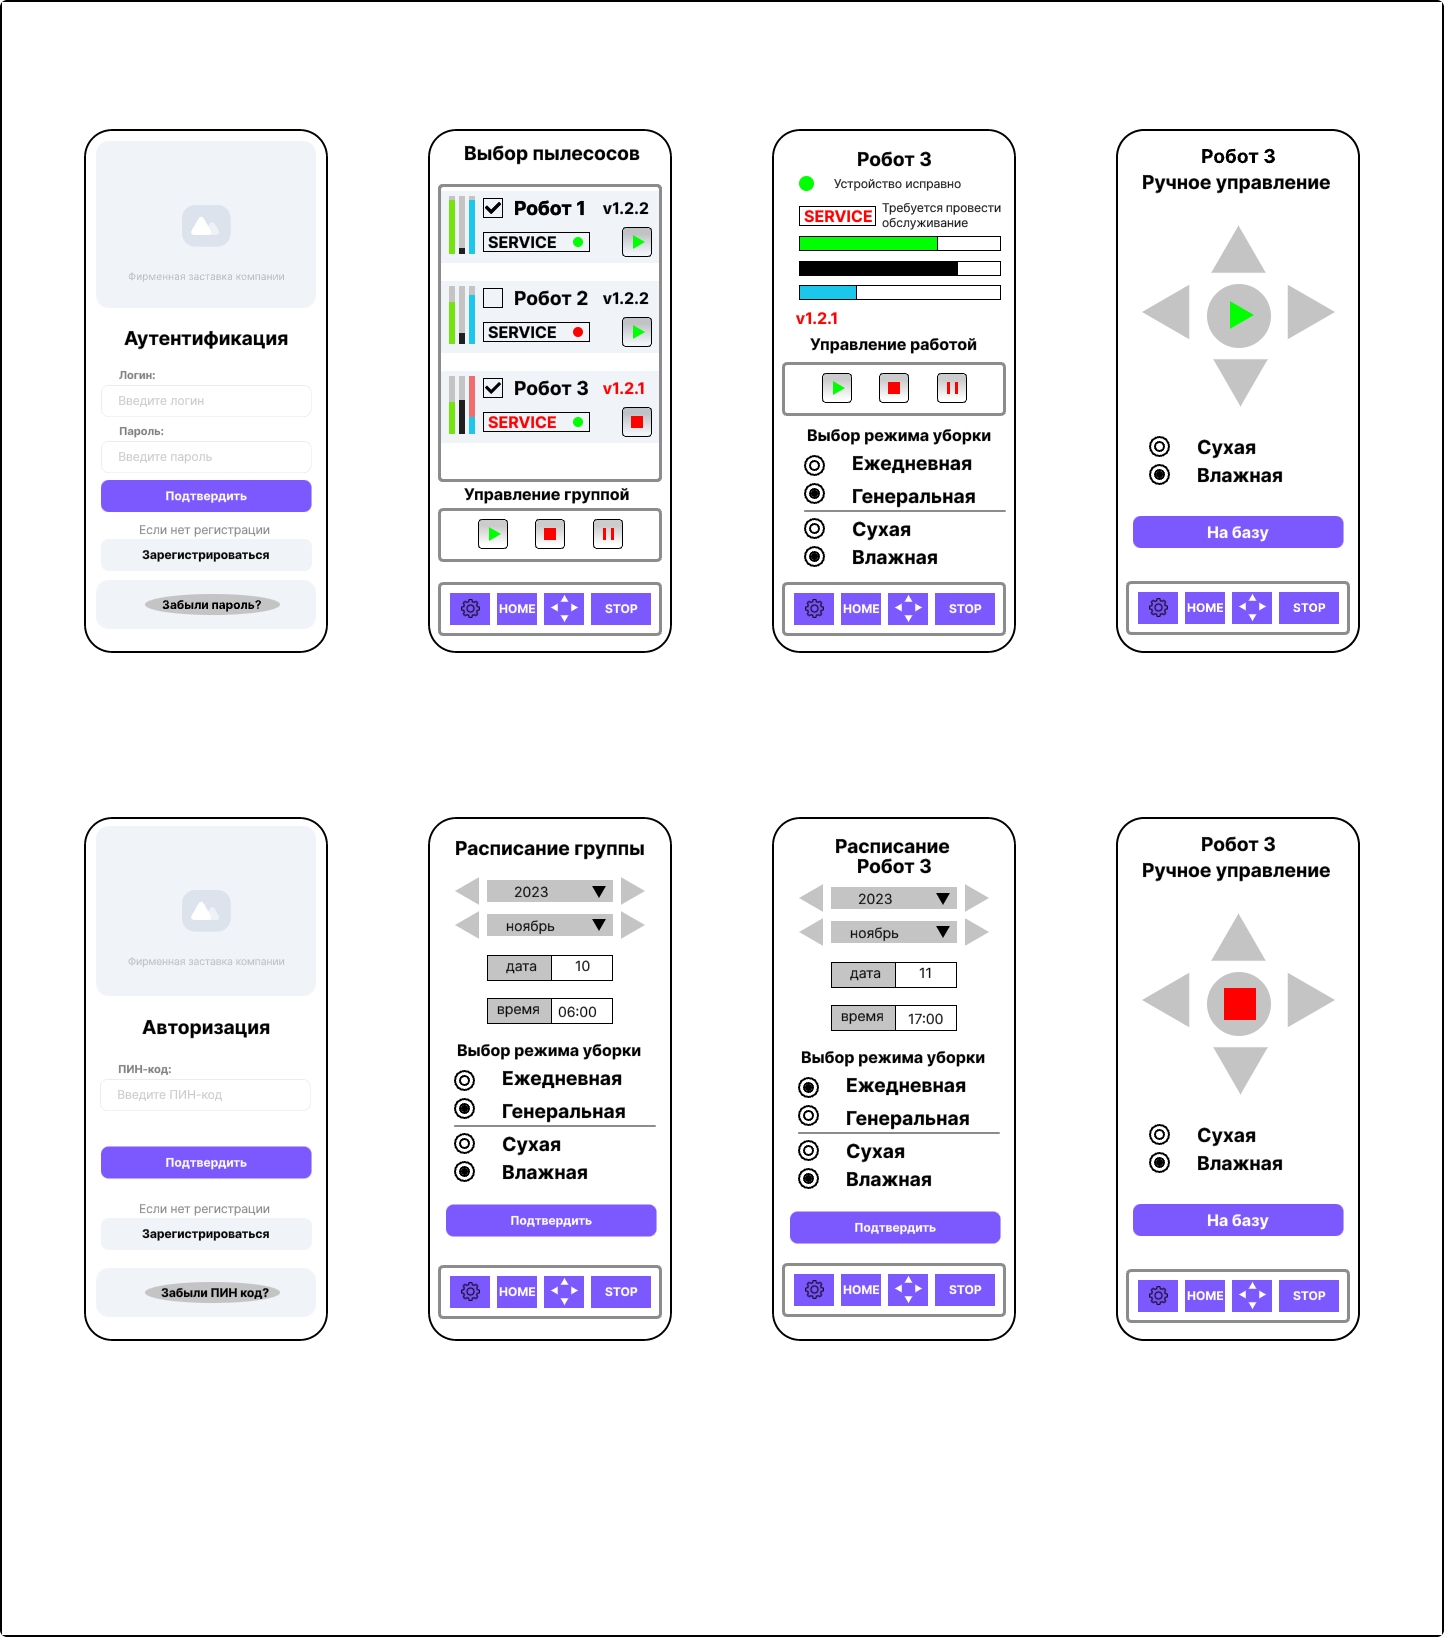 Фирменная заставка компании
Аутентификация
Логин:
Введите логин
Пароль:
Введите пароль
Подтвердить
Если нет регистрации
Зарегистрироваться
Забыли пароль?
Выбор пылесосов
Робот 1 v1.2.2
SERVICE
Робот 2 v1.2.2
SERVICE
Робот 3 v1.2.1
SERVICE
Управление группой
HOME STOP
Робот 3
Устройство исправно
SERVICE Требуется провести
обслуживание
v1.2.1
Управление работой
Выбор режима уборки
Ежедневная
Генеральная
Сухая
Влажная
HOME STOP
Робот 3
Ручное управление
Сухая
Влажная
На базу
HOME STOP
Фирменная заставка компании
Авторизация
ПИН-код:
Введите ПИН-код
Подтвердить
Если нет регистрации
Зарегистрироваться
Забыли ПИН код?
Расписание группы
2023
ноябрь
дата 10
время 06:00
Выбор режима уборки
Ежедневная
Генеральная
Сухая
Влажная
Подтвердить
HOME STOP
Расписание
Робот 3
2023
ноябрь
дата 11
время 17:00
Выбор режима уборки
Ежедневная
Генеральная
Сухая
Влажная
Подтвердить
HOME STOP
Робот 3
Ручное управление
Сухая
Влажная
На базу
HOME STOP